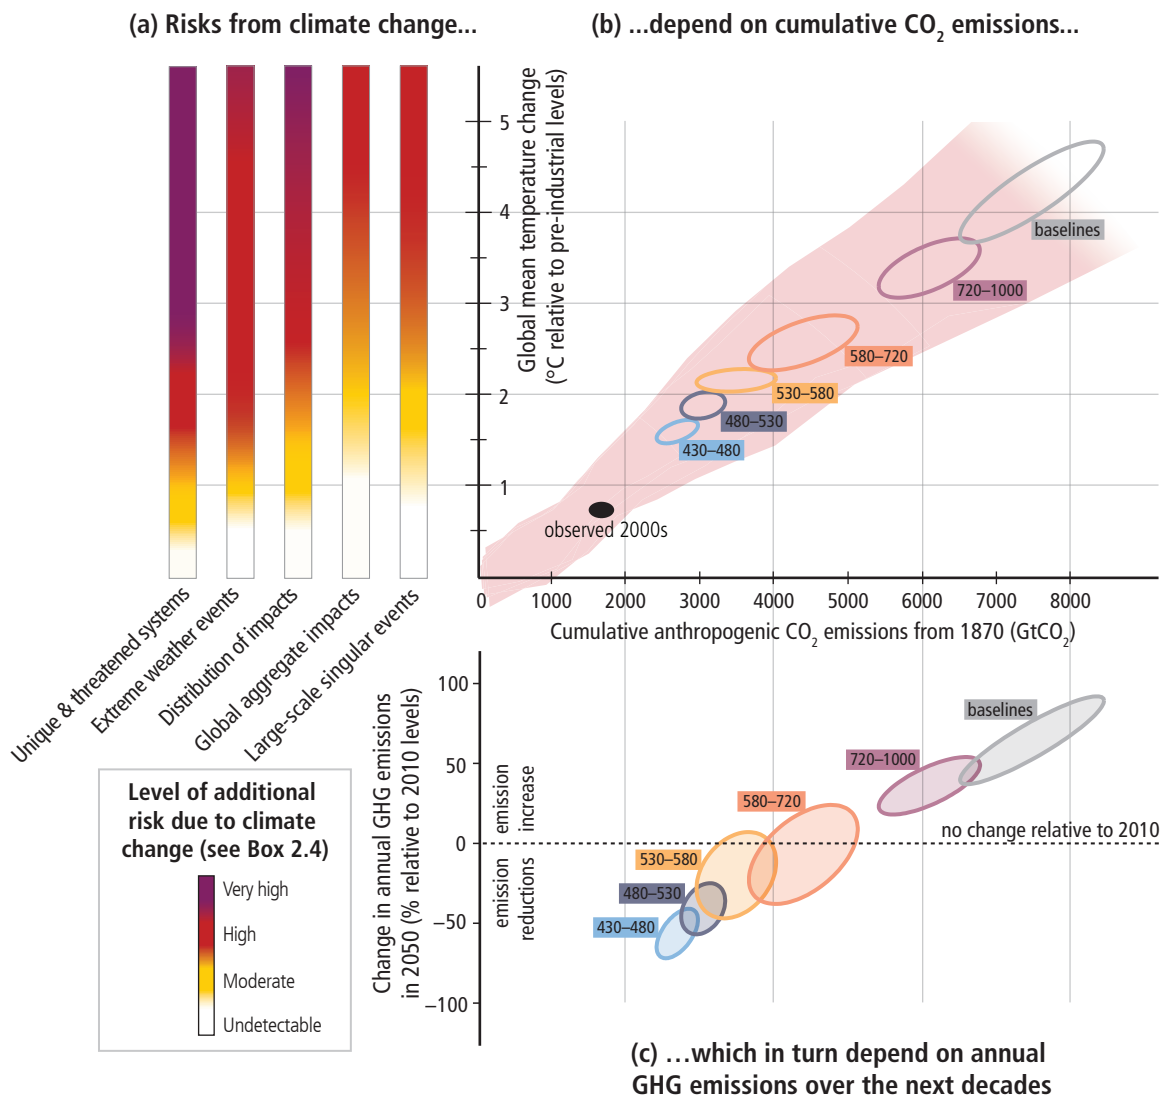 (a) Risks from climate change...
(b) ...depend on cumulative CO₂ emissions...
Global mean temperature change
(°C relative to pre-industrial levels)
5
4
3
2
1
baselines
720–1000
580–720
530–580
480–530
430–480
observed 2000s
0
1000
2000
3000
4000
5000
6000
7000
8000
Cumulative anthropogenic CO₂ emissions from 1870 (GtCO₂)
Unique & threatened systems
Extreme weather events
Distribution of impacts
Global aggregate impacts
Large-scale singular events
Level of additional
risk due to climate
change (see Box 2.4)
Very high
High
Moderate
Undetectable
Change in annual GHG emissions
in 2050 (% relative to 2010 levels)
100
50
0
−50
−100
emission
increase
emission
reductions
baselines
720–1000
580–720
no change relative to 2010
530–580
480–530
430–480
(c) …which in turn depend on annual
GHG emissions over the next decades